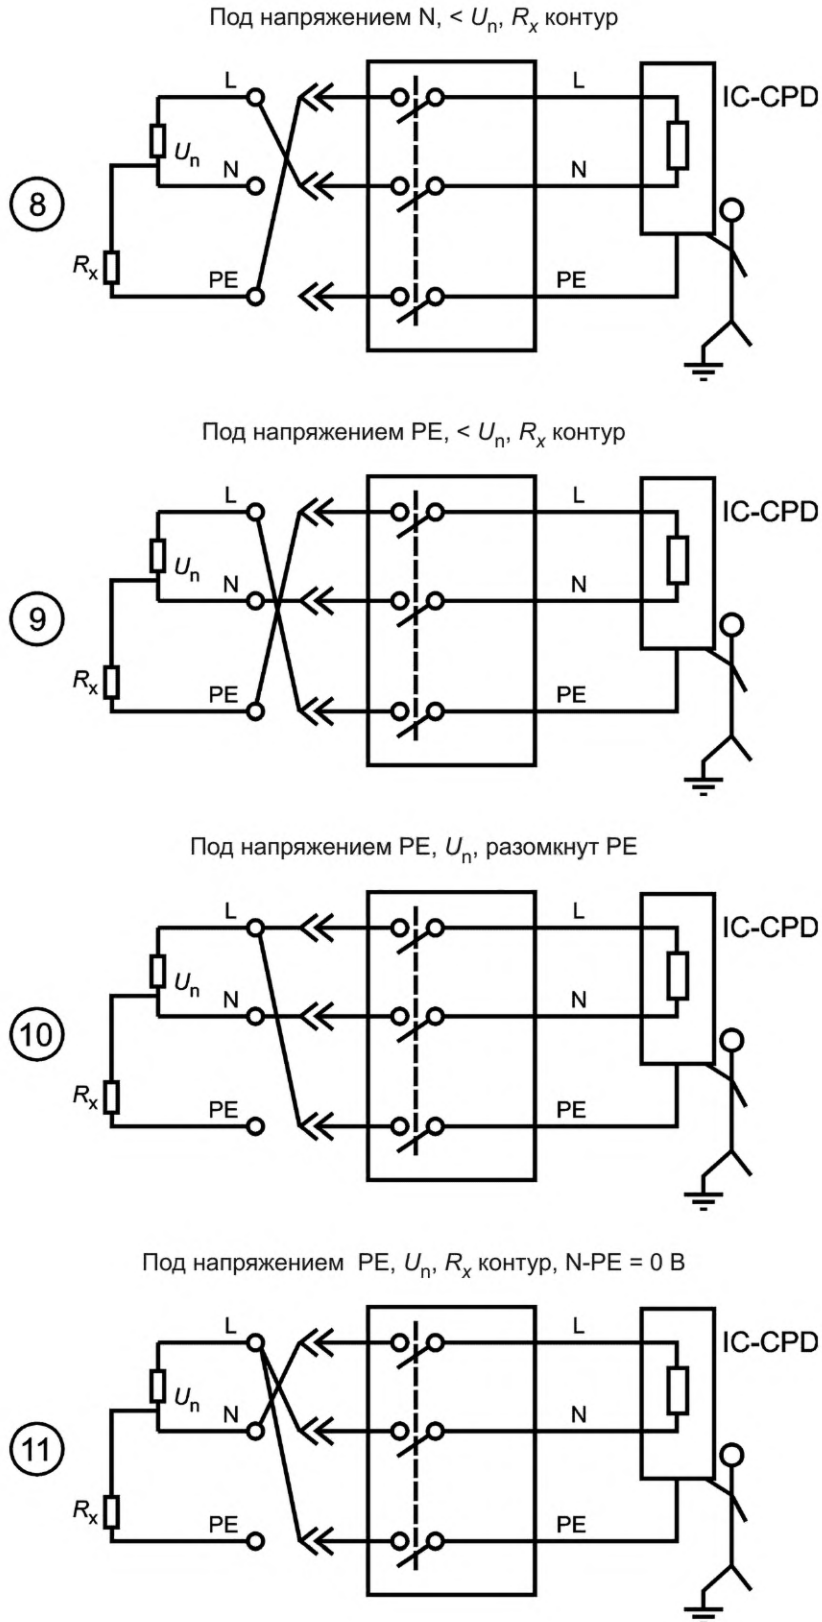 Под напряжением N, < Un, Rx контур
L
L
IC-CPD
Un
N
N
8
Rx
PE
PE
Под напряжением PE, < Un, Rx контур
L
L
IC-CPD
Un
N
N
9
Rx
PE
PE
Под напряжением PE, Un, разомкнут PE
L
L
IC-CPD
Un
N
N
10
Rx
PE
PE
Под напряжением PE, Un, Rx контур, N-PE = 0 В
L
L
IC-CPD
Un
N
N
11
Rx
PE
PE